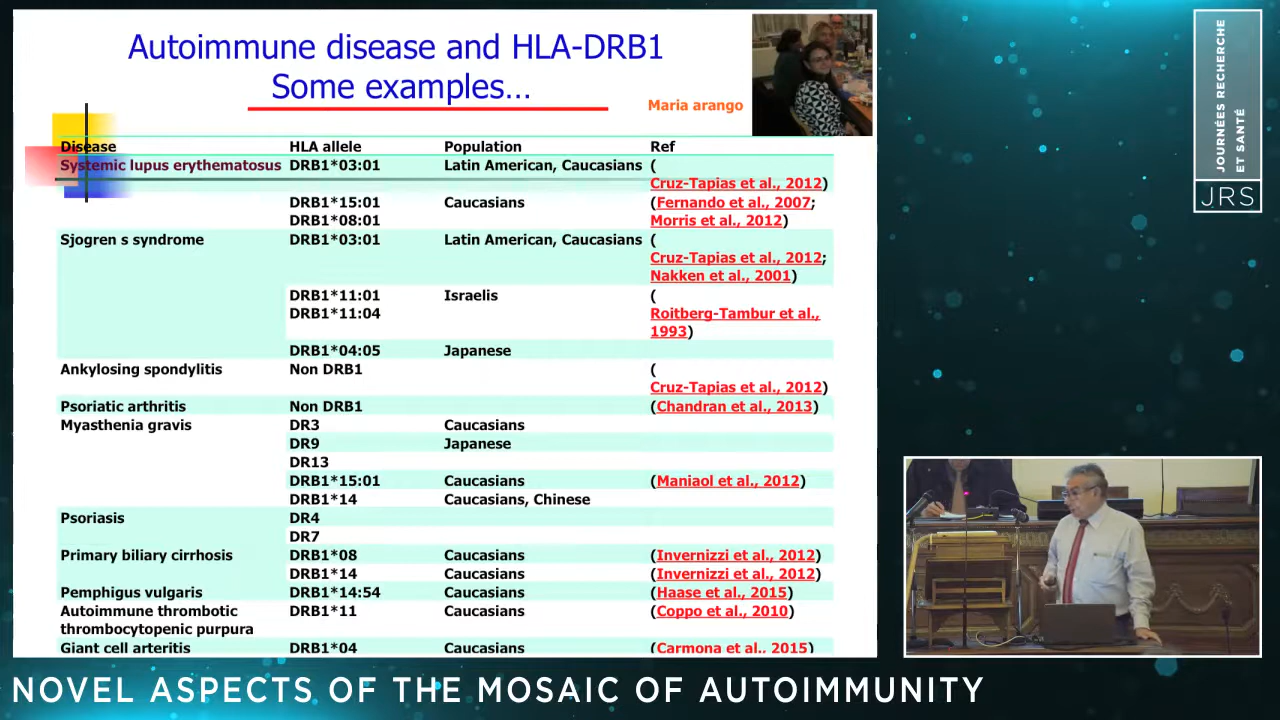 Autoimmune disease and HLA-DRB1
Some examples...
Maria arango
Disease HLA allele Population Ref
Systemic lupus erythematosus DRB1*03:01 Latin American, Caucasians (
Cruz-Tapias et al., 2012)
DRB1*15:01 Caucasians (Fernando et al., 2007;
DRB1*08:01 Morris et al., 2012)
Sjogren s syndrome DRB1*03:01 Latin American, Caucasians (
Cruz-Tapias et al., 2012;
Nakken et al., 2001)
DRB1*11:01 Israelis (
DRB1*11:04 Roitberg-Tambur et al.,
1993)
DRB1*04:05 Japanese
Ankylosing spondylitis Non DRB1 (
Cruz-Tapias et al., 2012)
Psoriatic arthritis Non DRB1 (Chandran et al., 2013)
Myasthenia gravis DR3 Caucasians
DR9 Japanese
DR13
DRB1*15:01 Caucasians (Maniaol et al., 2012)
DRB1*14 Caucasians, Chinese
Psoriasis DR4
DR7
Primary biliary cirrhosis DRB1*08 Caucasians (Invernizzi et al., 2012)
DRB1*14 Caucasians (Invernizzi et al., 2012)
Pemphigus vulgaris DRB1*14:54 Caucasians (Haase et al., 2015)
Autoimmune thrombotic DRB1*11 Caucasians (Coppo et al., 2010)
thrombocytopenic purpura
Giant cell arteritis DRB1*04 Caucasians (Carmona et al., 2015)
JOURNÉES RECHERCHE
ET SANTÉ
JRS
NOVEL ASPECTS OF THE MOSAIC OF AUTOIMMUNITY